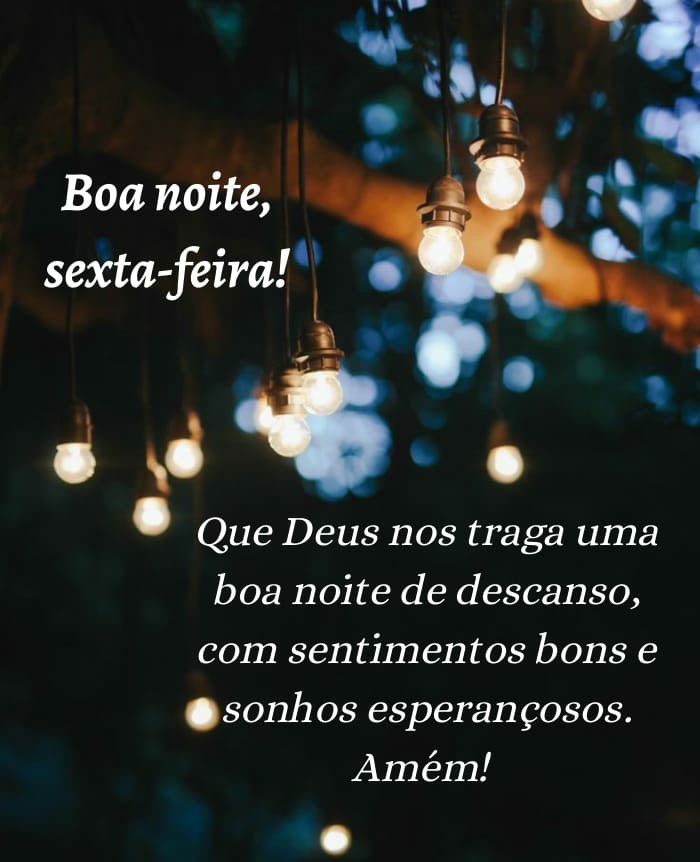 Boa noite,
sexta-feira!
Que Deus nos traga uma
boa noite de descanso,
com sentimentos bons e
sonhos esperançosos.
Amém!